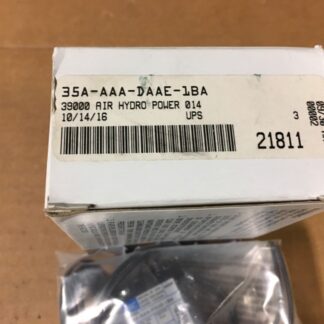 35A-AAA-DAAE-1BA
39000 AIR HYDRO POWER 014
10/14/16 UPS 3
21811